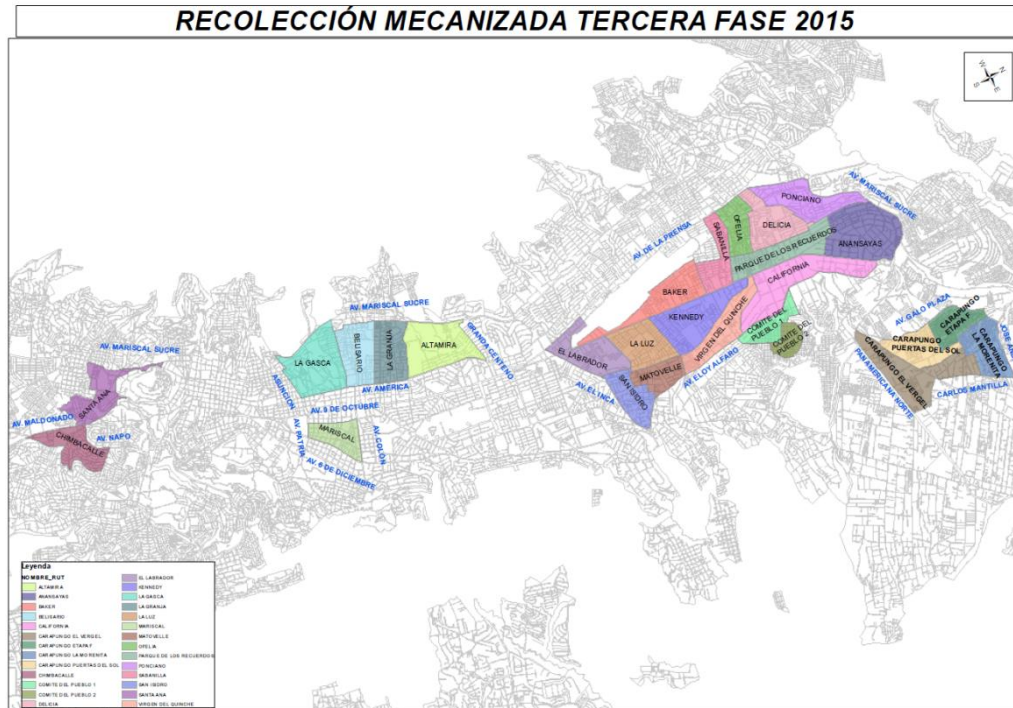 RECOLECCIÓN MECANIZADA TERCERA FASE 2015
W N
S E
PONCIANO
AV. MARISCAL SUCRE
OFELIA
DELICIA
SABANILLA
AV. DE LA PRENSA
ANANSAYAS
PARQUE DE LOS RECUERDOS
CALIFORNIA
BAKER
KENNEDY
COMITE DEL PUEBLO 1
COMITE DEL PUEBLO 2
VIRGEN DEL QUINCHE
AV. ELOY ALFARO
LA LUZ
EL LABRADOR
MATOVELLE
SAN ISIDRO
AV. EL INCA
AV. GALO PLAZA
CARAPUNGO ETAPA F
CARAPUNGO LA MORENITA
CARAPUNGO PUERTAS DEL SOL
CARAPUNGO EL VERGEL
PANAMERICANA NORTE
CARLOS MANTILLA
AV. MARISCAL SUCRE
GRANDA CENTENO
LA GASCA
BELISARIO
LA GRANJA
ALTAMIRA
ASUNCION
AV. AMÉRICA
AV. 9 DE OCTUBRE
MARISCAL
AV. PATRIA
AV. COLÓN
AV. 6 DE DICIEMBRE
AV. MARISCAL SUCRE
SANTA ANA
AV. MALDONADO
AV. NAPO
CHIMBACALLE
Leyenda
NOMBRE_RUT
ALTAMIRA
ANANSAYAS
BAKER
BELISARIO
CALIFORNIA
CARAPUNGO EL VERGEL
CARAPUNGO ETAPA F
CARAPUNGO LA MORENITA
CARAPUNGO PUERTAS DEL SOL
CHIMBACALLE
COMITE DEL PUEBLO 1
COMITE DEL PUEBLO 2
DELICIA
EL LABRADOR
KENNEDY
LA GASCA
LA GRANJA
LA LUZ
MARISCAL
MATOVELLE
OFELIA
PARQUE DE LOS RECUERDOS
PONCIANO
SABANILLA
SAN ISIDRO
SANTA ANA
VIRGEN DEL QUINCHE